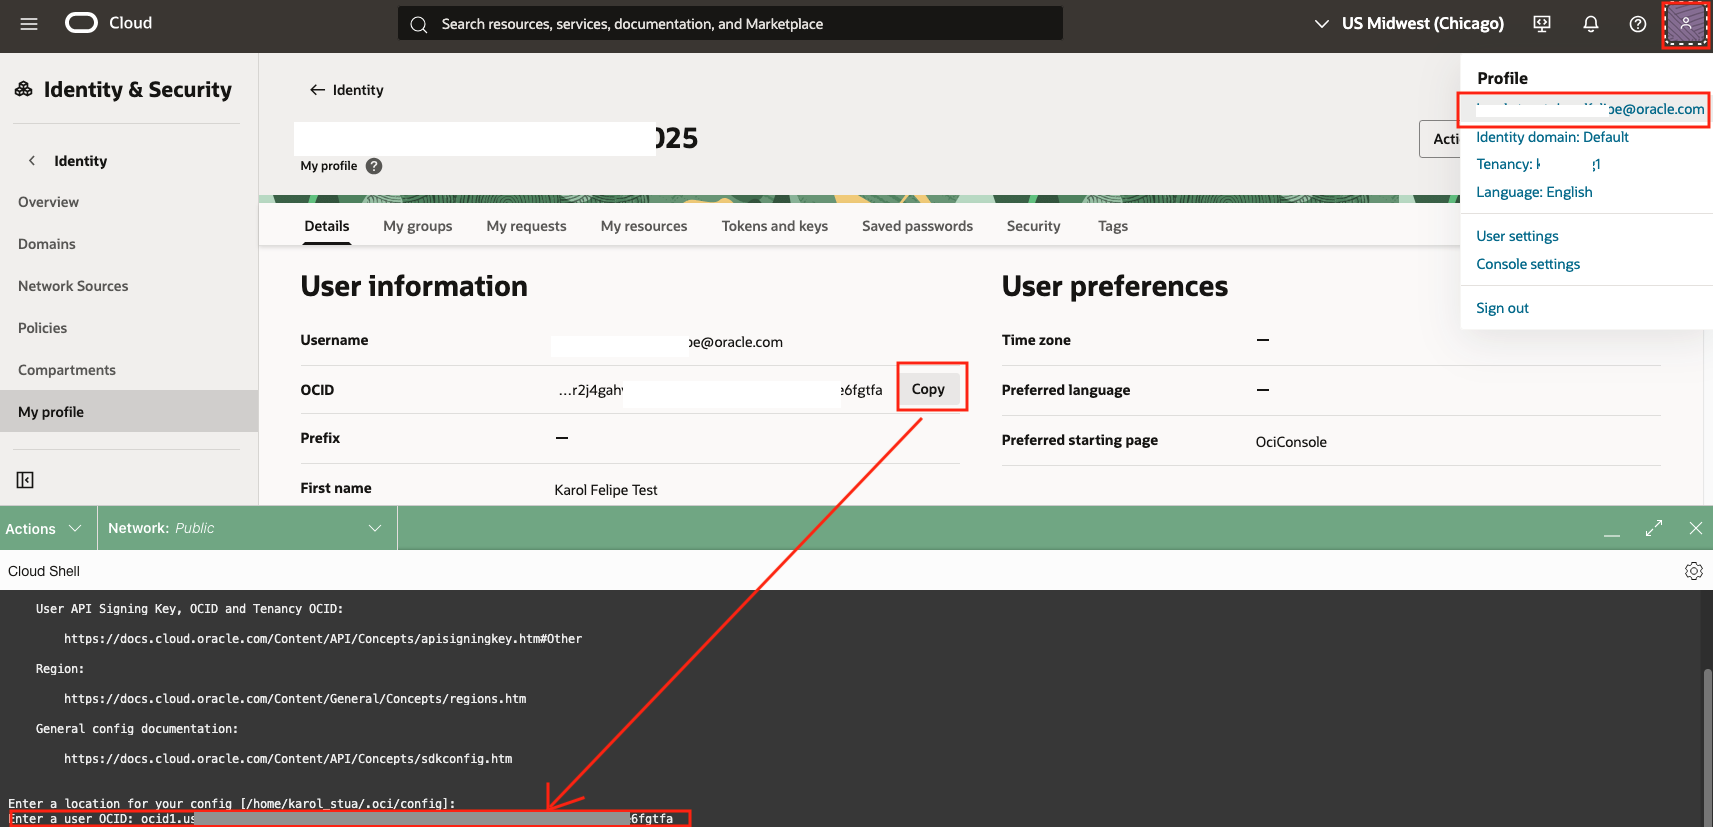 Cloud
Search resources, services, documentation, and Marketplace
US Midwest (Chicago)
Identity & Security
Identity
Overview
Domains
Network Sources
Policies
Compartments
My profile
Identity
025
My profile
Acti
Profile
pe@oracle.com
Identity domain: Default
Tenancy: k g1
Language: English
User settings
Console settings
Sign out
Details My groups My requests My resources Tokens and keys Saved passwords Security Tags
User information
Username pe@oracle.com
OCID ...r2j4gah e6fgtfa Copy
Prefix —
First name Karol Felipe Test
User preferences
Time zone —
Preferred language —
Preferred starting page OciConsole
Actions Network: Public
Cloud Shell
User API Signing Key, OCID and Tenancy OCID:
https://docs.cloud.oracle.com/Content/API/Concepts/apisigningkey.htm#Other
Region:
https://docs.cloud.oracle.com/Content/General/Concepts/regions.htm
General config documentation:
https://docs.cloud.oracle.com/Content/API/Concepts/sdkconfig.htm
Enter a location for your config [/home/karol_stua/.oci/config]:
Enter a user OCID: ocid1.us 6fgtfa